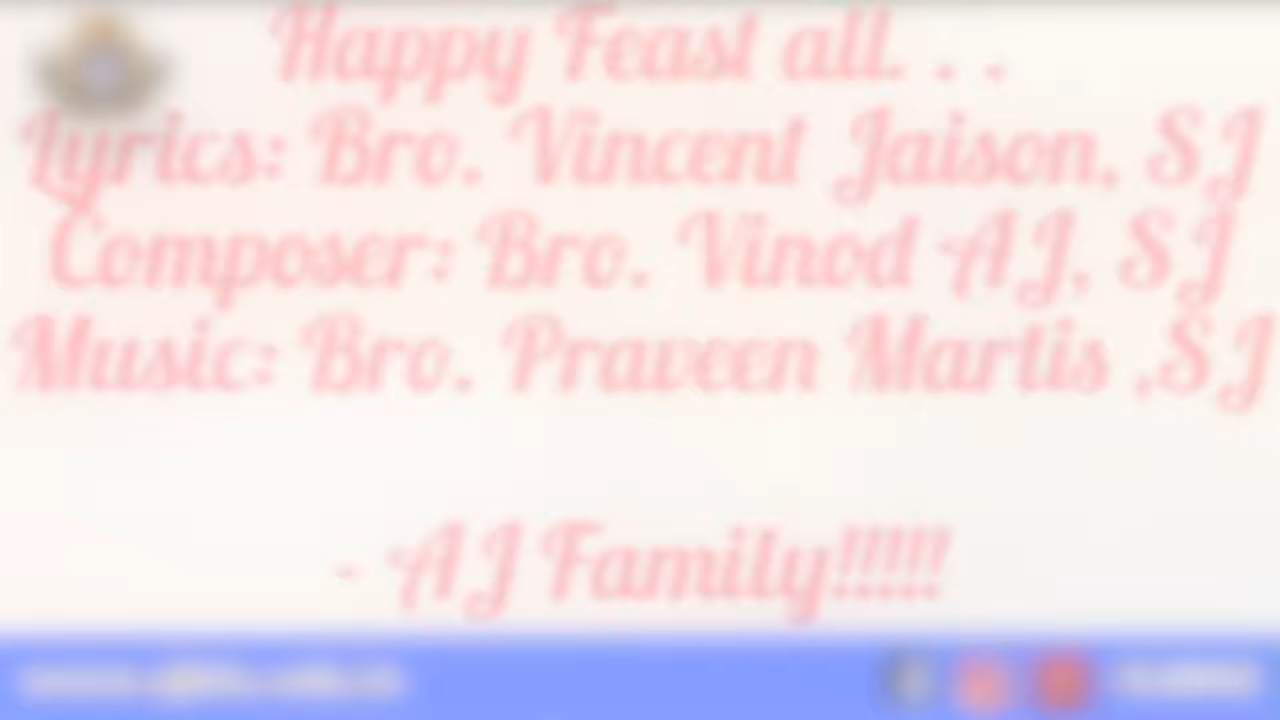 Happy Feast all. . .
Lyrics: Bro. Vincent Jaison, SJ
Composer: Bro. Vinod AJ, SJ
Music: Bro. Praveen Martis ,SJ
- AJ Family!!!!!